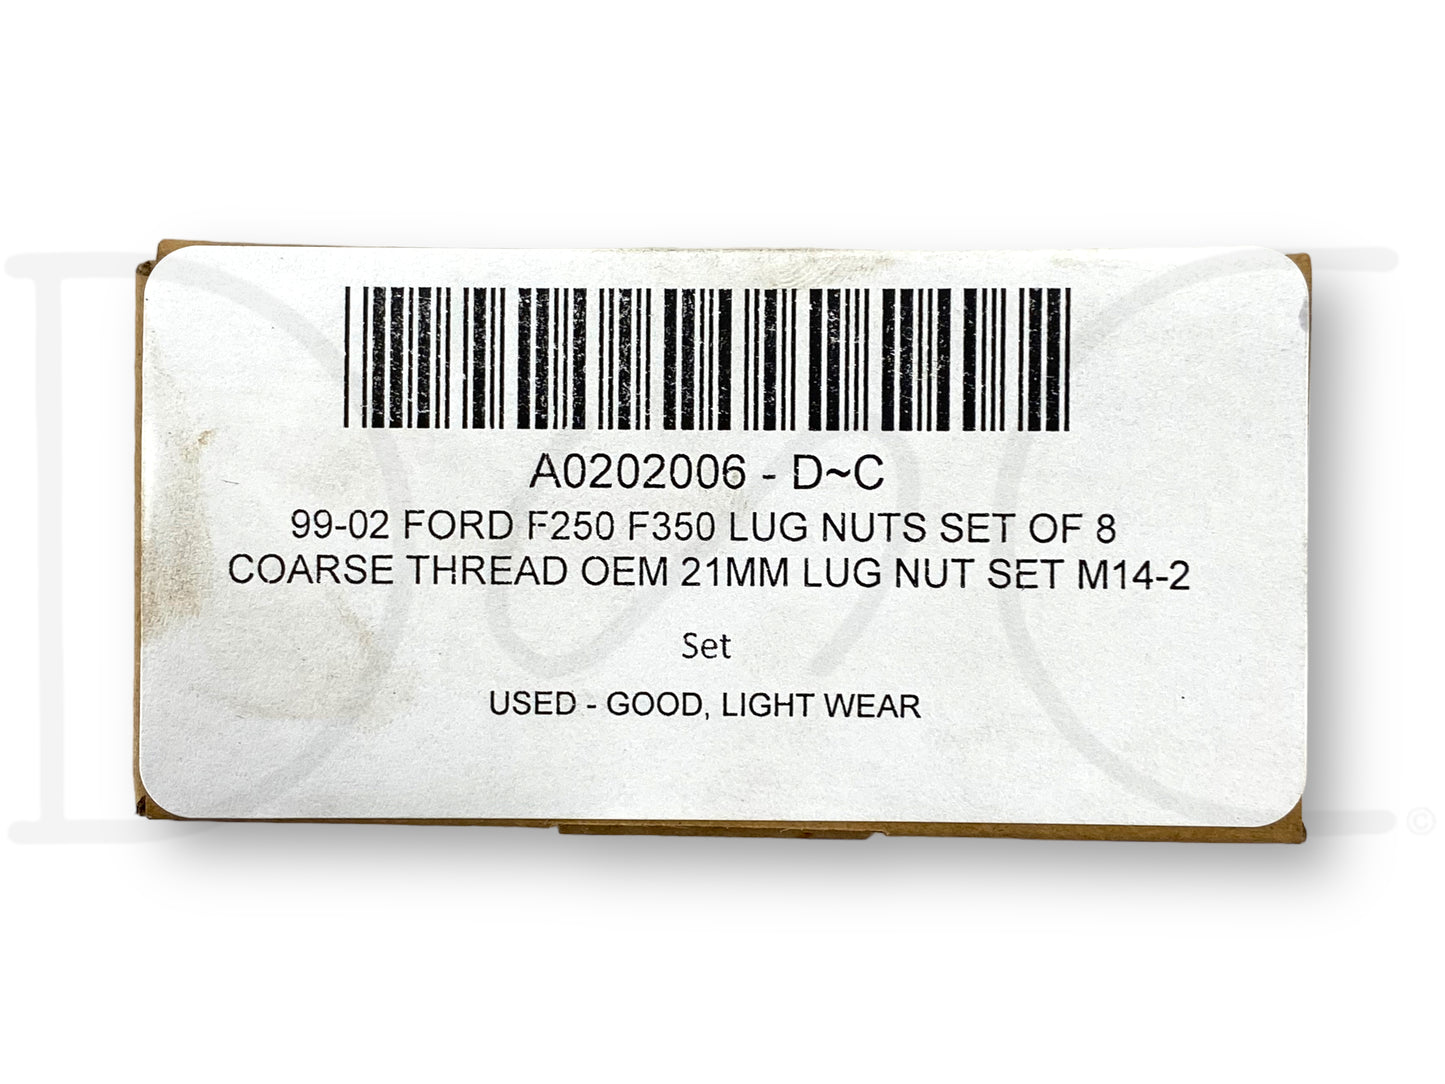 A0202006 - D~C
99-02 FORD F250 F350 LUG NUTS SET OF 8
COARSE THREAD OEM 21MM LUG NUT SET M14-2
Set
USED - GOOD, LIGHT WEAR
©